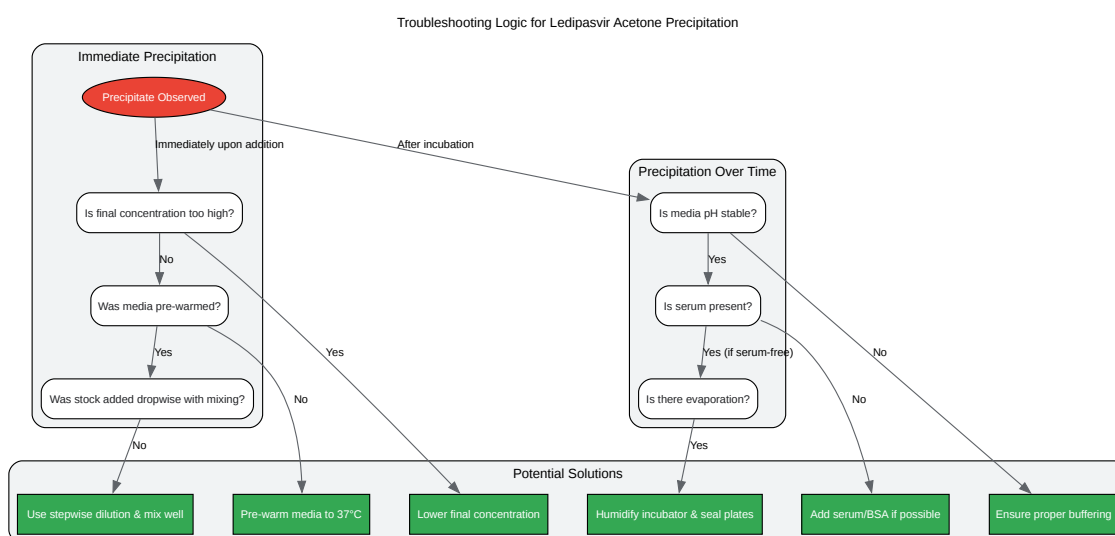 Troubleshooting Logic for Ledipasvir Acetone Precipitation
Immediate Precipitation
Precipitate Observed
Immediately upon addition
After incubation
Precipitation Over Time
Is final concentration too high?
Is media pH stable?
No
Yes
Was media pre-warmed?
Is serum present?
Yes
Yes
Yes (if serum-free)
No
Was stock added dropwise with mixing?
Is there evaporation?
No
No
No
Yes
Potential Solutions
Use stepwise dilution & mix well
Pre-warm media to 37°C
Lower final concentration
Humidify incubator & seal plates
Add serum/BSA if possible
Ensure proper buffering